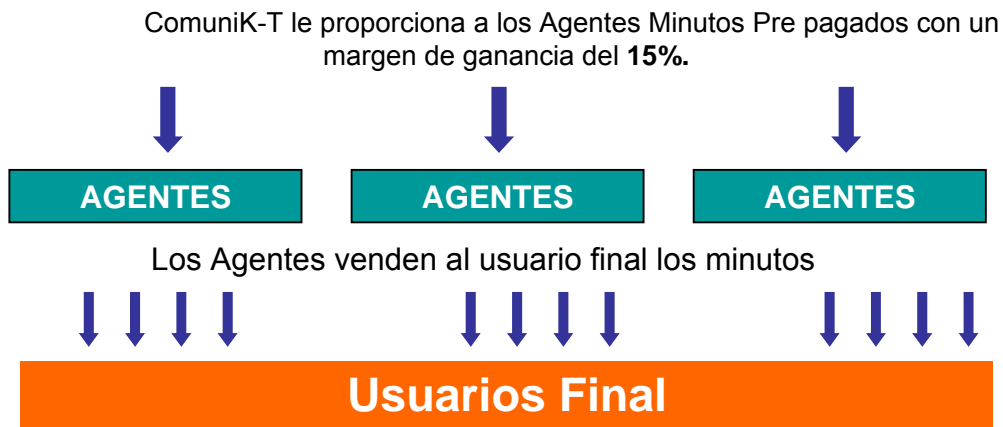 ComuniK-T le proporciona a los Agentes Minutos Pre pagados con un
margen de ganancia del 15%.
AGENTES
AGENTES
AGENTES
Los Agentes venden al usuario final los minutos
Usuarios Final